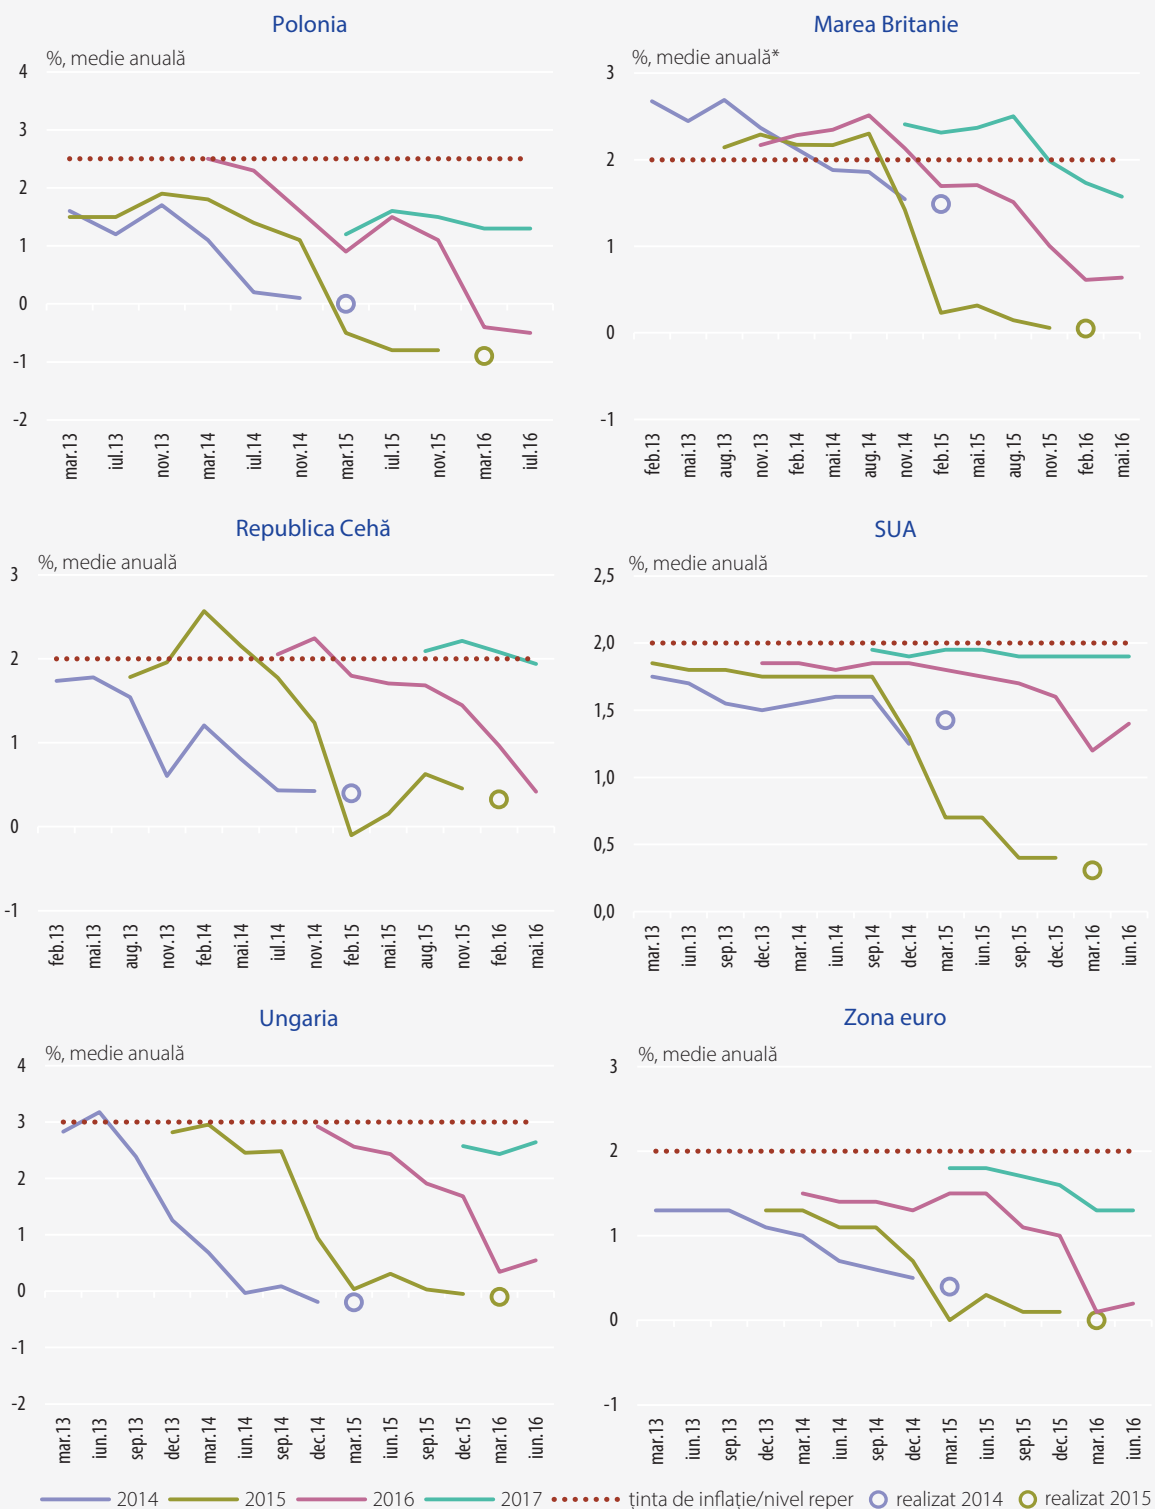 Polonia
%, medie anuală
4
3
2
1
0
-1
-2
mar.13 iul.13 nov.13 mar.14 iul.14 nov.14 mar.15 iul.15 nov.15 mar.16 iul.16
Marea Britanie
%, medie anuală*
3
2
1
0
-1
feb.13 mai.13 aug.13 nov.13 feb.14 mai.14 aug.14 nov.14 feb.15 mai.15 aug.15 nov.15 feb.16 mai.16
Republica Cehă
%, medie anuală
3
2
1
0
-1
feb.13 mai.13 aug.13 nov.13 feb.14 mai.14 iul.14 nov.14 feb.15 mai.15 aug.15 nov.15 feb.16 mai.16
SUA
%, medie anuală
2,5
2,0
1,5
1,0
0,5
0,0
mar.13 iun.13 sep.13 dec.13 mar.14 iun.14 sep.14 dec.14 mar.15 iun.15 sep.15 dec.15 mar.16 iun.16
Ungaria
%, medie anuală
4
3
2
1
0
-1
-2
mar.13 iun.13 sep.13 dec.13 mar.14 iun.14 sep.14 dec.14 mar.15 iun.15 sep.15 dec.15 mar.16 iun.16
Zona euro
%, medie anuală
3
2
1
0
-1
mar.13 iun.13 sep.13 dec.13 mar.14 iun.14 sep.14 dec.14 mar.15 iun.15 sep.15 dec.15 mar.16 iun.16
2014 2015 2016 2017 ținta de inflație/nivel reper realizat 2014 realizat 2015